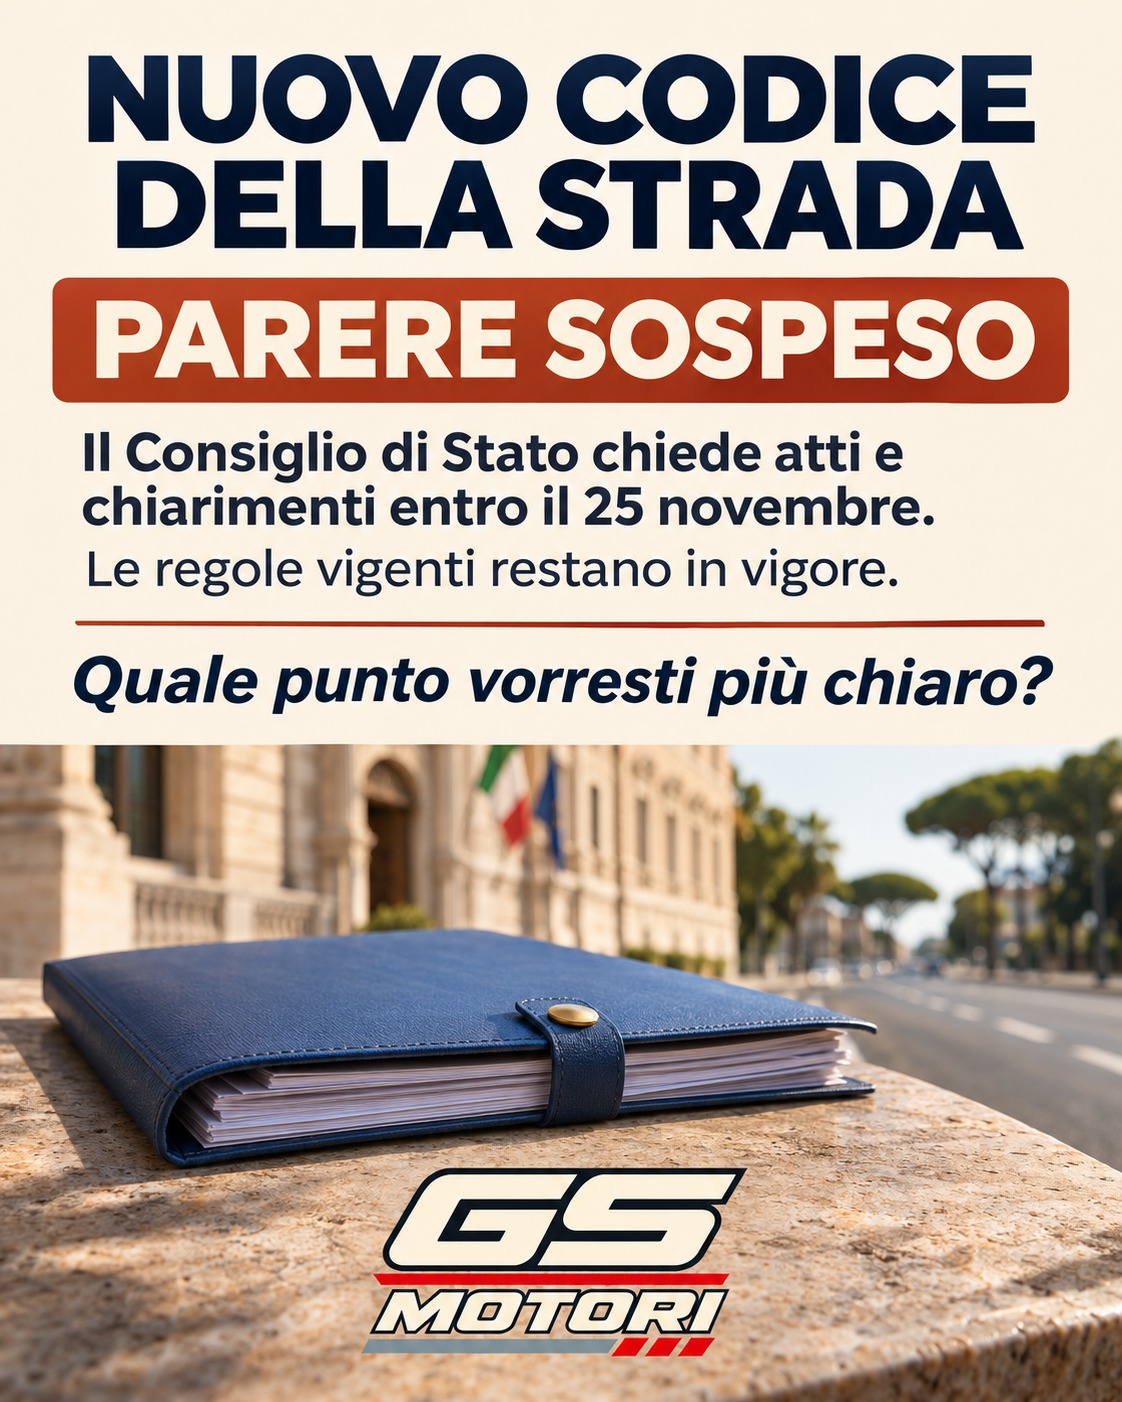 NUOVO CODICE
DELLA STRADA
PARERE SOSPESO
Il Consiglio di Stato chiede atti e
chiarimenti entro il 25 novembre.
Le regole vigenti restano in vigore.
Quale punto vorresti più chiaro?
GS
MOTORI